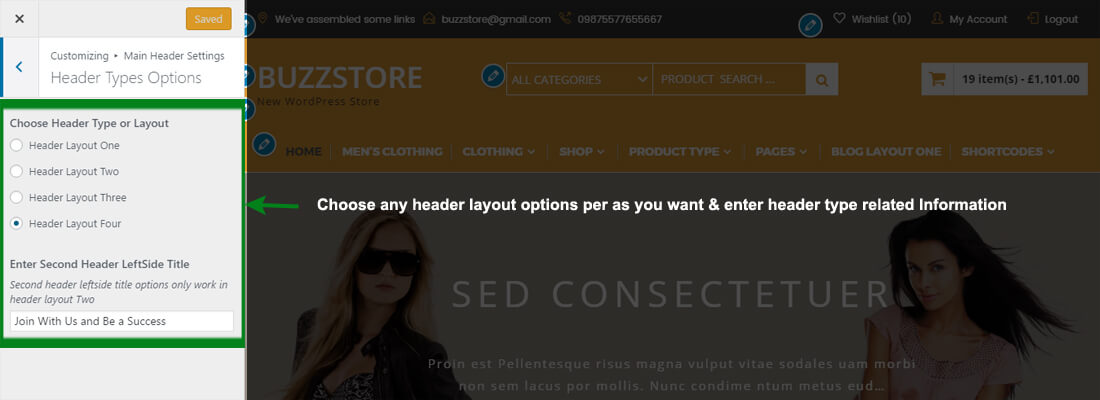 Saved
Customizing ▸ Main Header Settings
Header Types Options
Choose Header Type or Layout
Header Layout One
Header Layout Two
Header Layout Three
Header Layout Four
Enter Second Header LeftSide Title
Second header leftside title options only work in
header layout Two
Join With Us and Be a Success
We've assembled some links
buzzstore@gmail.com
09875577655667
Wishlist (10)
My Account
Logout
BUZZSTORE
New WordPress Store
ALL CATEGORIES
PRODUCT SEARCH ...
19 item(s) - £1,101.00
HOME
MEN'S CLOTHING
CLOTHING
SHOP
PRODUCT TYPE
PAGES
BLOG LAYOUT ONE
SHORTCODES
Choose any header layout options per as you want & enter header type related Information
SED CONSECTETUER
Proin est Pellentesque risus magna vulput vitae sodales uam morbi
non sem lacus por mollis. Nunc condime ntum metus eud...